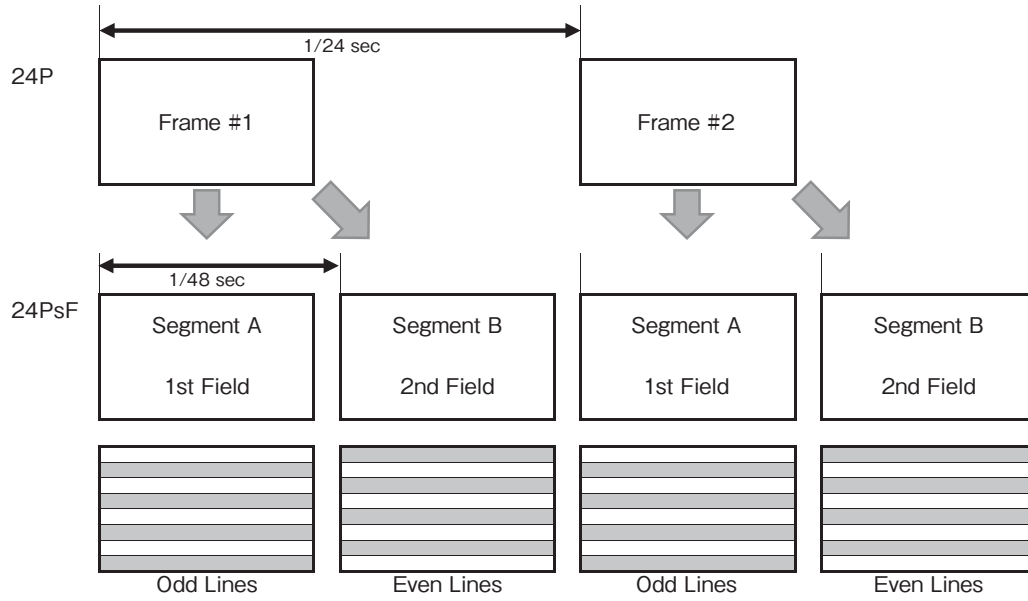 1/24 sec
24P
Frame #1
Frame #2
1/48 sec
24PsF
Segment A
Segment B
Segment A
Segment B
1st Field
2nd Field
1st Field
2nd Field
Odd Lines
Even Lines
Odd Lines
Even Lines